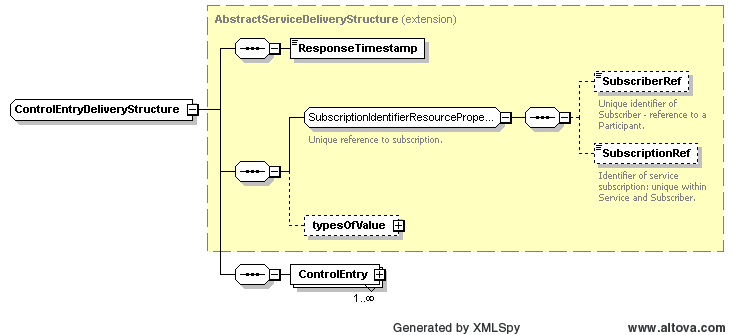 AbstractServiceDeliveryStructure (extension)
ResponseTimestamp
ControlEntryDeliveryStructure
SubscriptionIdentifierResourcePrope...
Unique reference to subscription.
SubscriberRef
Unique identifier of
Subscriber - reference to a
Participant.
SubscriptionRef
Identifier of service
subscription: unique within
Service and Subscriber.
typesOfValue
ControlEntry
1..∞
Generated by XMLSpy
www.altova.com